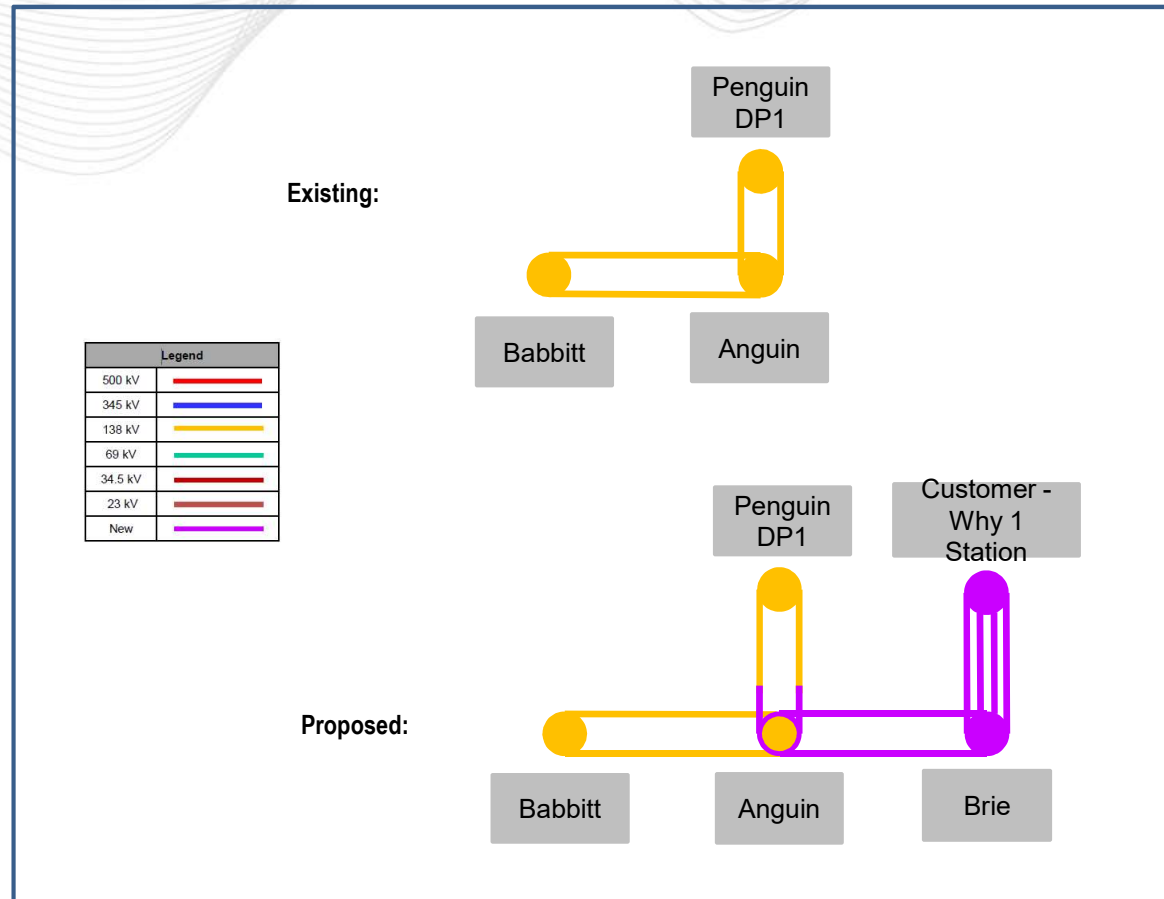 Penguin
DP1
Existing:
Babbitt
Anguin
Legend
500 kV
345 kV
138 kV
69 kV
34.5 kV
23 kV
New
Penguin
DP1
Customer -
Why 1
Station
Proposed:
Babbitt
Anguin
Brie